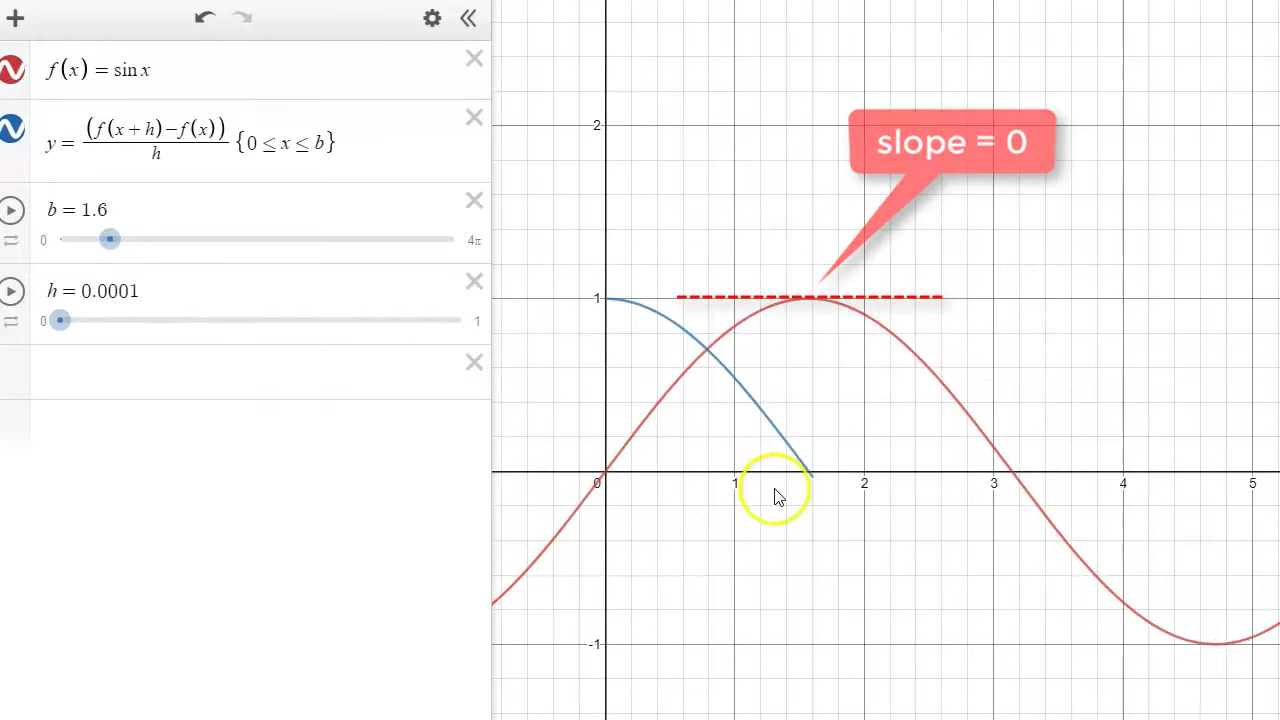 f(x) = sin x
y = (f(x+h)−f(x)) / h {0 ≤ x ≤ b}
b = 1.6
0 4π
h = 0.0001
0 1
slope = 0
2
1
0 1 2 3 4 5
-1